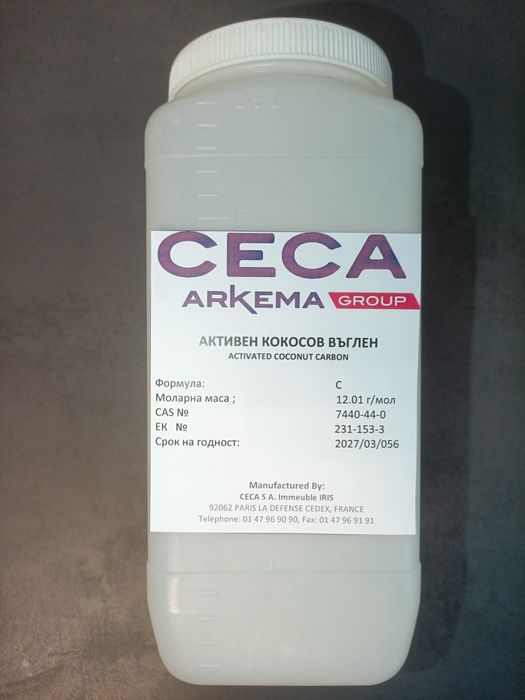 2.5L
CECA
ARKEMA GROUP
АКТИВЕН КОКОСОВ ВЪГЛЕН
ACTIVATED COCONUT CARBON
Формула: C
Моларна маса ; 12.01 г/мол
CAS № 7440-44-0
ЕК № 231-153-3
Срок на годност: 2027/03/056
Manufactured By:
CECA S A. Immeuble IRIS
92062 PARIS LA DEFENSE CEDEX, FRANCE
Telephone: 01 47 96 90 90, Fax: 01 47 96 91 91